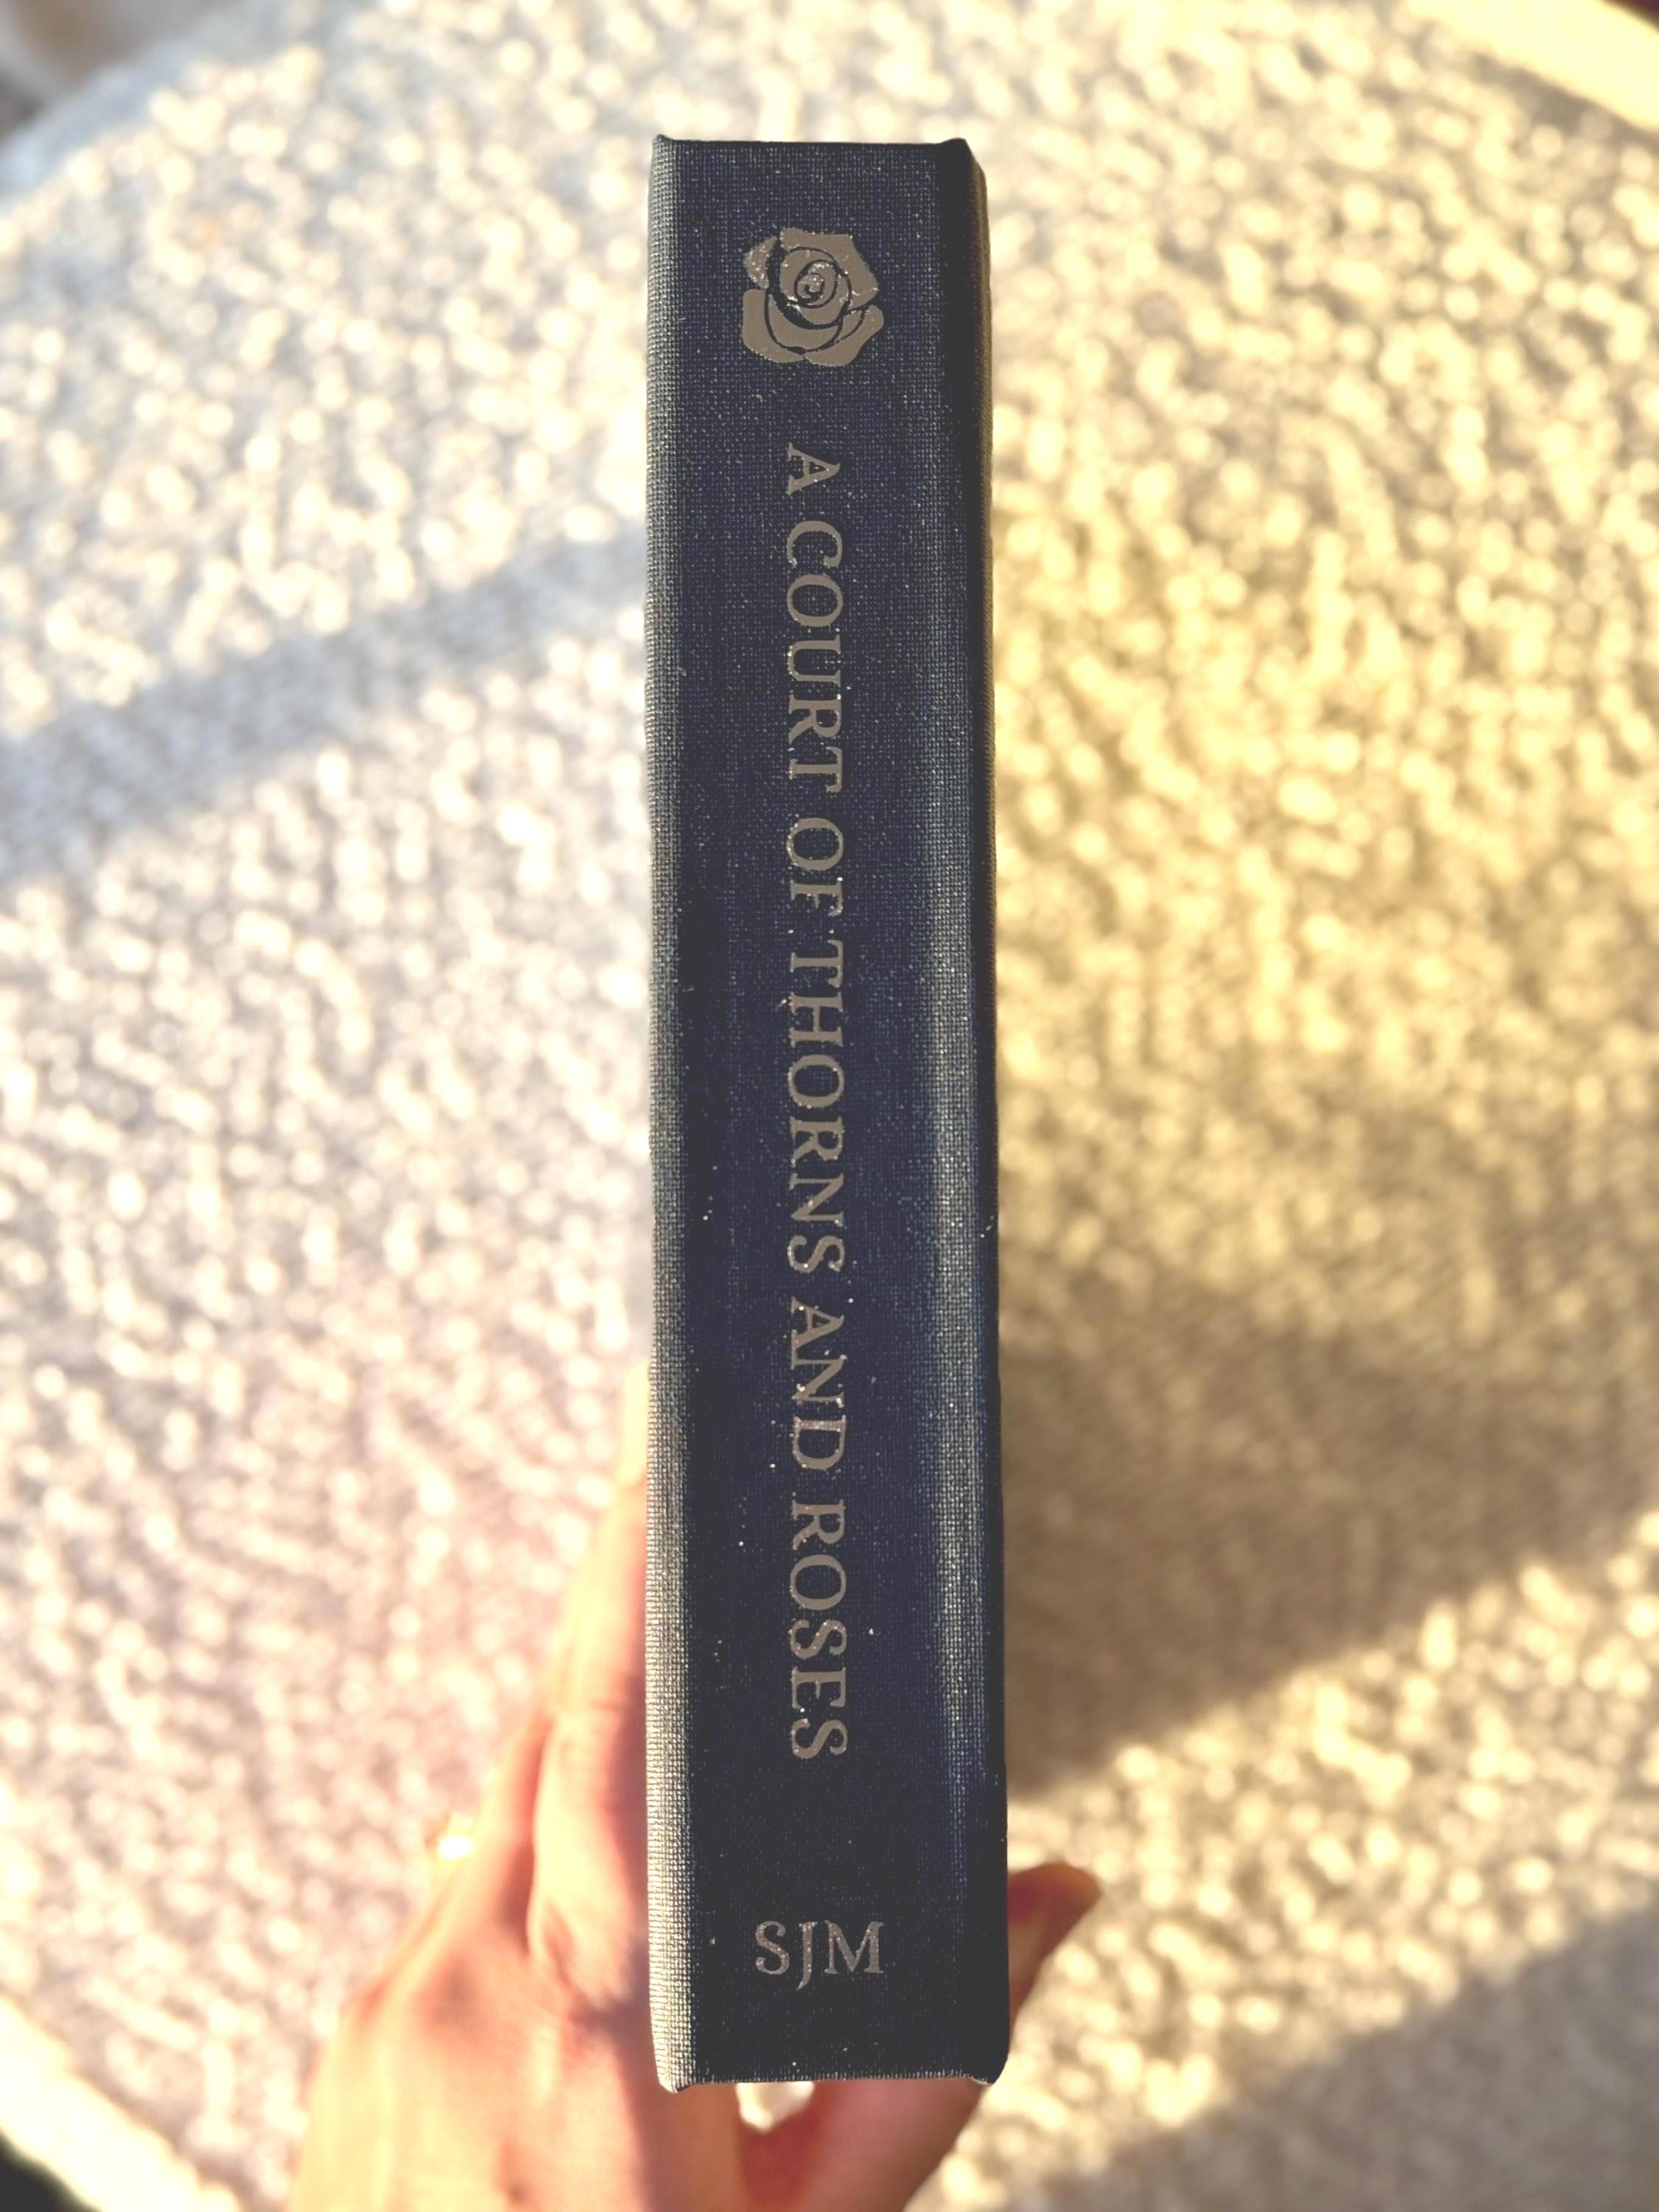 A COURT OF THORNS AND ROSES
SJM